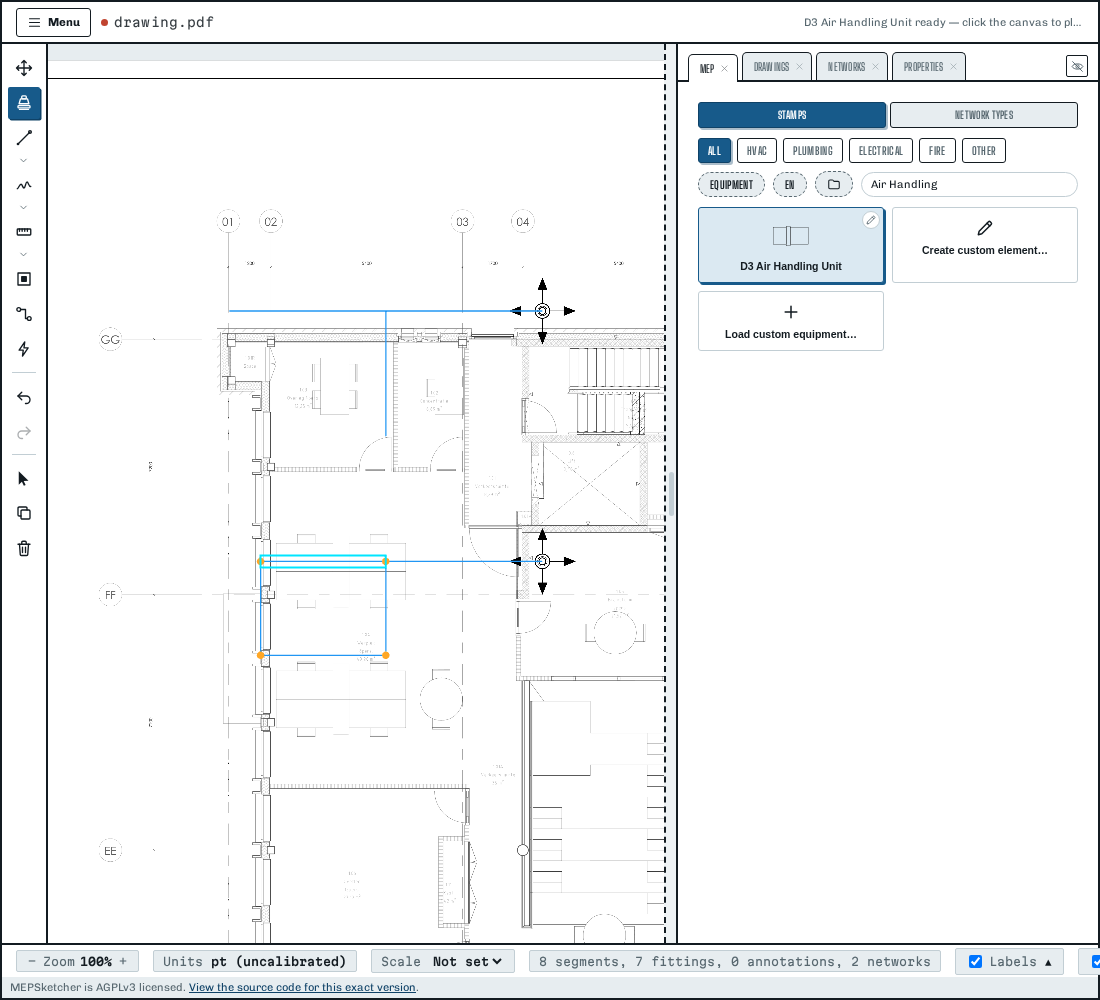 Menu
drawing.pdf
D3 Air Handling Unit ready — click the canvas to pl…
MEP
DRAWINGS
NETWORKS
PROPERTIES
STAMPS
NETWORK TYPES
ALL
HVAC
PLUMBING
ELECTRICAL
FIRE
OTHER
EQUIPMENT
EN
Air Handling
D3 Air Handling Unit
Create custom element…
Load custom equipment…
01
02
03
04
GG
FF
EE
− Zoom 100% +
Units pt (uncalibrated)
Scale Not set
8 segments, 7 fittings, 0 annotations, 2 networks
Labels ▲
MEPSketcher is AGPLv3 licensed. View the source code for this exact version.